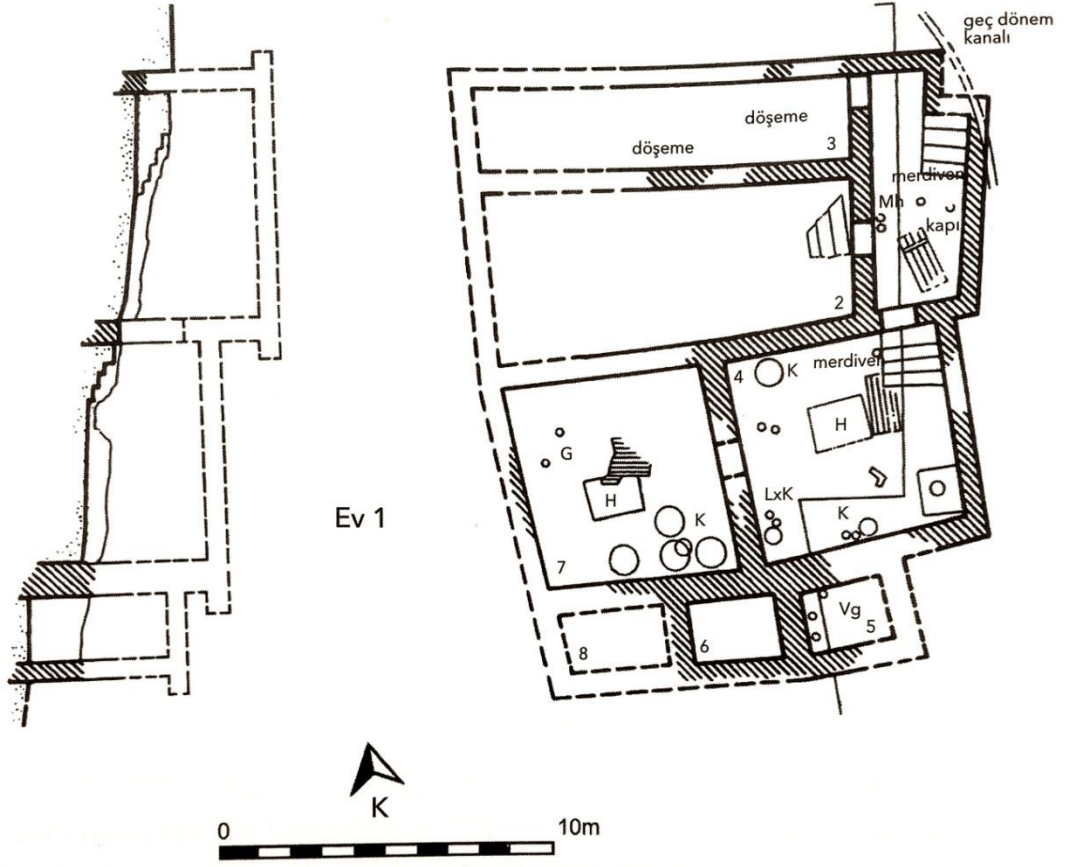 geç dönem
kanalı
döşeme
döşeme
3
merdiven
Mh
kapı
2
merdiven
4
K
H
G
H
LxK
K
K
7
Ev 1
Vg
5
6
8
K
0
10m